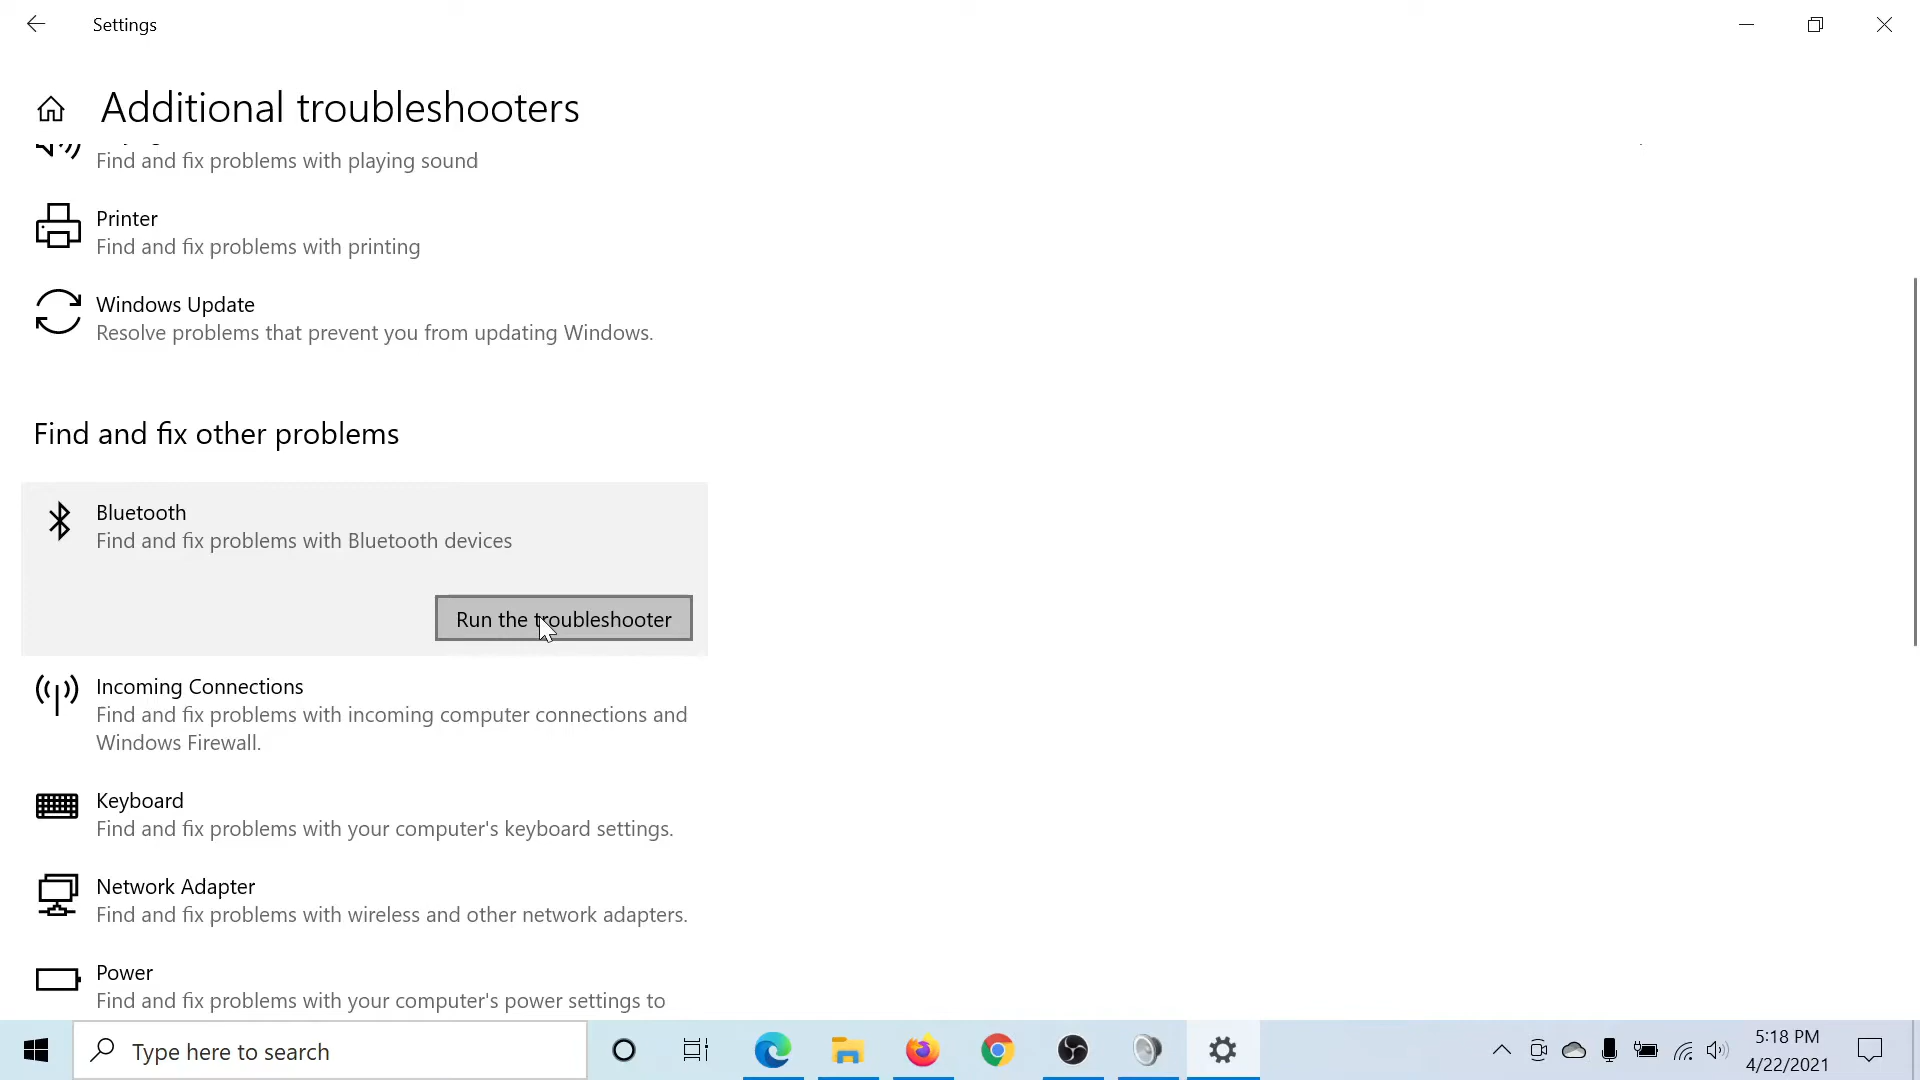 Settings
Additional troubleshooters
Find and fix problems with playing sound
Printer
Find and fix problems with printing
Windows Update
Resolve problems that prevent you from updating Windows.
Find and fix other problems
Bluetooth
Find and fix problems with Bluetooth devices
Run the troubleshooter
Incoming Connections
Find and fix problems with incoming computer connections and
Windows Firewall.
Keyboard
Find and fix problems with your computer's keyboard settings.
Network Adapter
Find and fix problems with wireless and other network adapters.
Power
Find and fix problems with your computer's power settings to
Type here to search
5:18 PM
4/22/2021